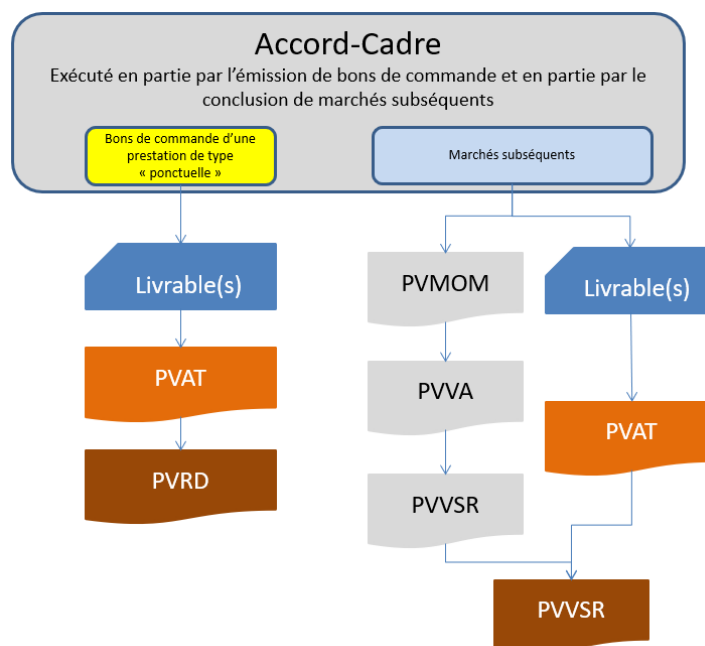 Accord-Cadre
Exécuté en partie par l'émission de bons de commande et en partie par le
conclusion de marchés subséquents
Bons de commande d'une
prestation de type
« ponctuelle »
Marchés subséquents
Livrable(s)
PVAT
PVRD
PVMOM
PVVA
PVVSR
Livrable(s)
PVAT
PVVSR